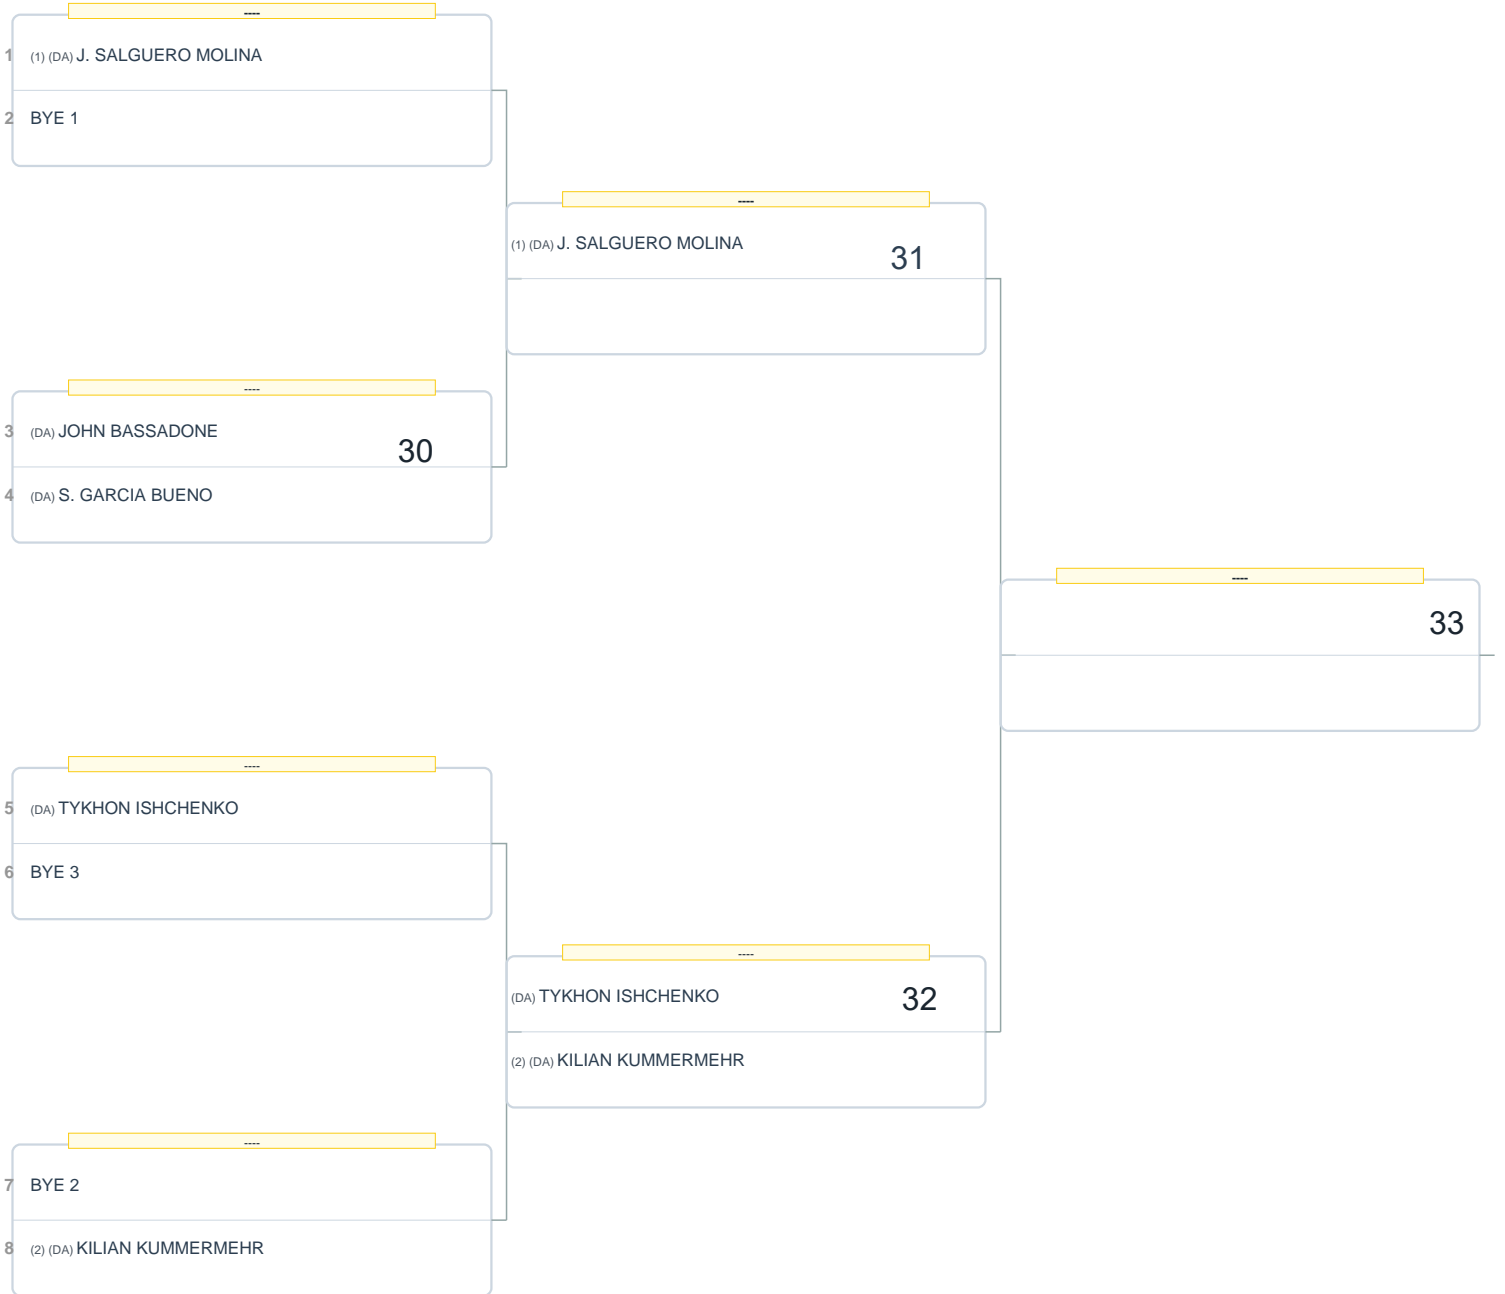 ----
1 (1) (DA) J. SALGUERO MOLINA
2 BYE 1
----
(1) (DA) J. SALGUERO MOLINA
31
----
3 (DA) JOHN BASSADONE
30
4 (DA) S. GARCIA BUENO
----
33
----
5 (DA) TYKHON ISHCHENKO
6 BYE 3
----
(DA) TYKHON ISHCHENKO
32
(2) (DA) KILIAN KUMMERMEHR
----
7 BYE 2
8 (2) (DA) KILIAN KUMMERMEHR